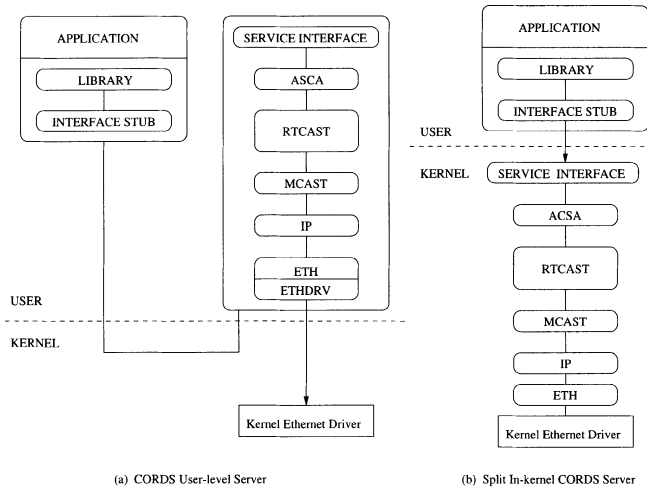 APPLICATION
LIBRARY
INTERFACE STUB
USER
KERNEL
SERVICE INTERFACE
ASCA
RTCAST
MCAST
IP
ETH
ETHDRV
Kernel Ethernet Driver
(a) CORDS User-level Server
APPLICATION
LIBRARY
INTERFACE STUB
USER
KERNEL
SERVICE INTERFACE
ACSA
RTCAST
MCAST
IP
ETH
Kernel Ethernet Driver
(b) Split In-kernel CORDS Server